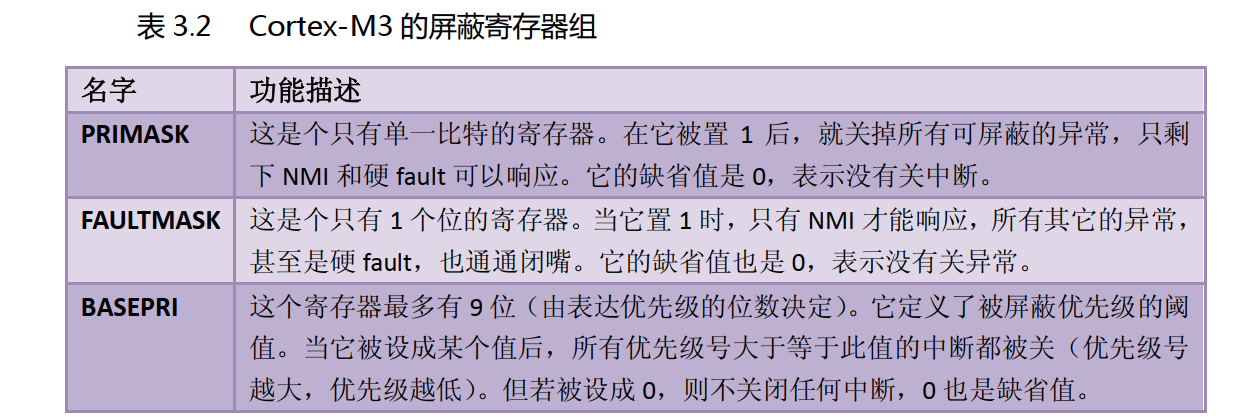 表 3.2 Cortex-M3 的屏蔽寄存器组
名字 功能描述
PRIMASK 这是个只有单一比特的寄存器。在它被置 1 后，就关掉所有可屏蔽的异常，只剩
下 NMI 和硬 fault 可以响应。它的缺省值是 0，表示没有关中断。
FAULTMASK 这是个只有 1 个位的寄存器。当它置 1 时，只有 NMI 才能响应，所有其它的异常，
甚至是硬 fault，也通通闭嘴。它的缺省值也是 0，表示没有关异常。
BASEPRI 这个寄存器最多有 9 位（由表达优先级的位数决定）。它定义了被屏蔽优先级的阈
值。当它被设成某个值后，所有优先级号大于等于此值的中断都被关（优先级号
越大，优先级越低）。但若被设成 0，则不关闭任何中断，0 也是缺省值。